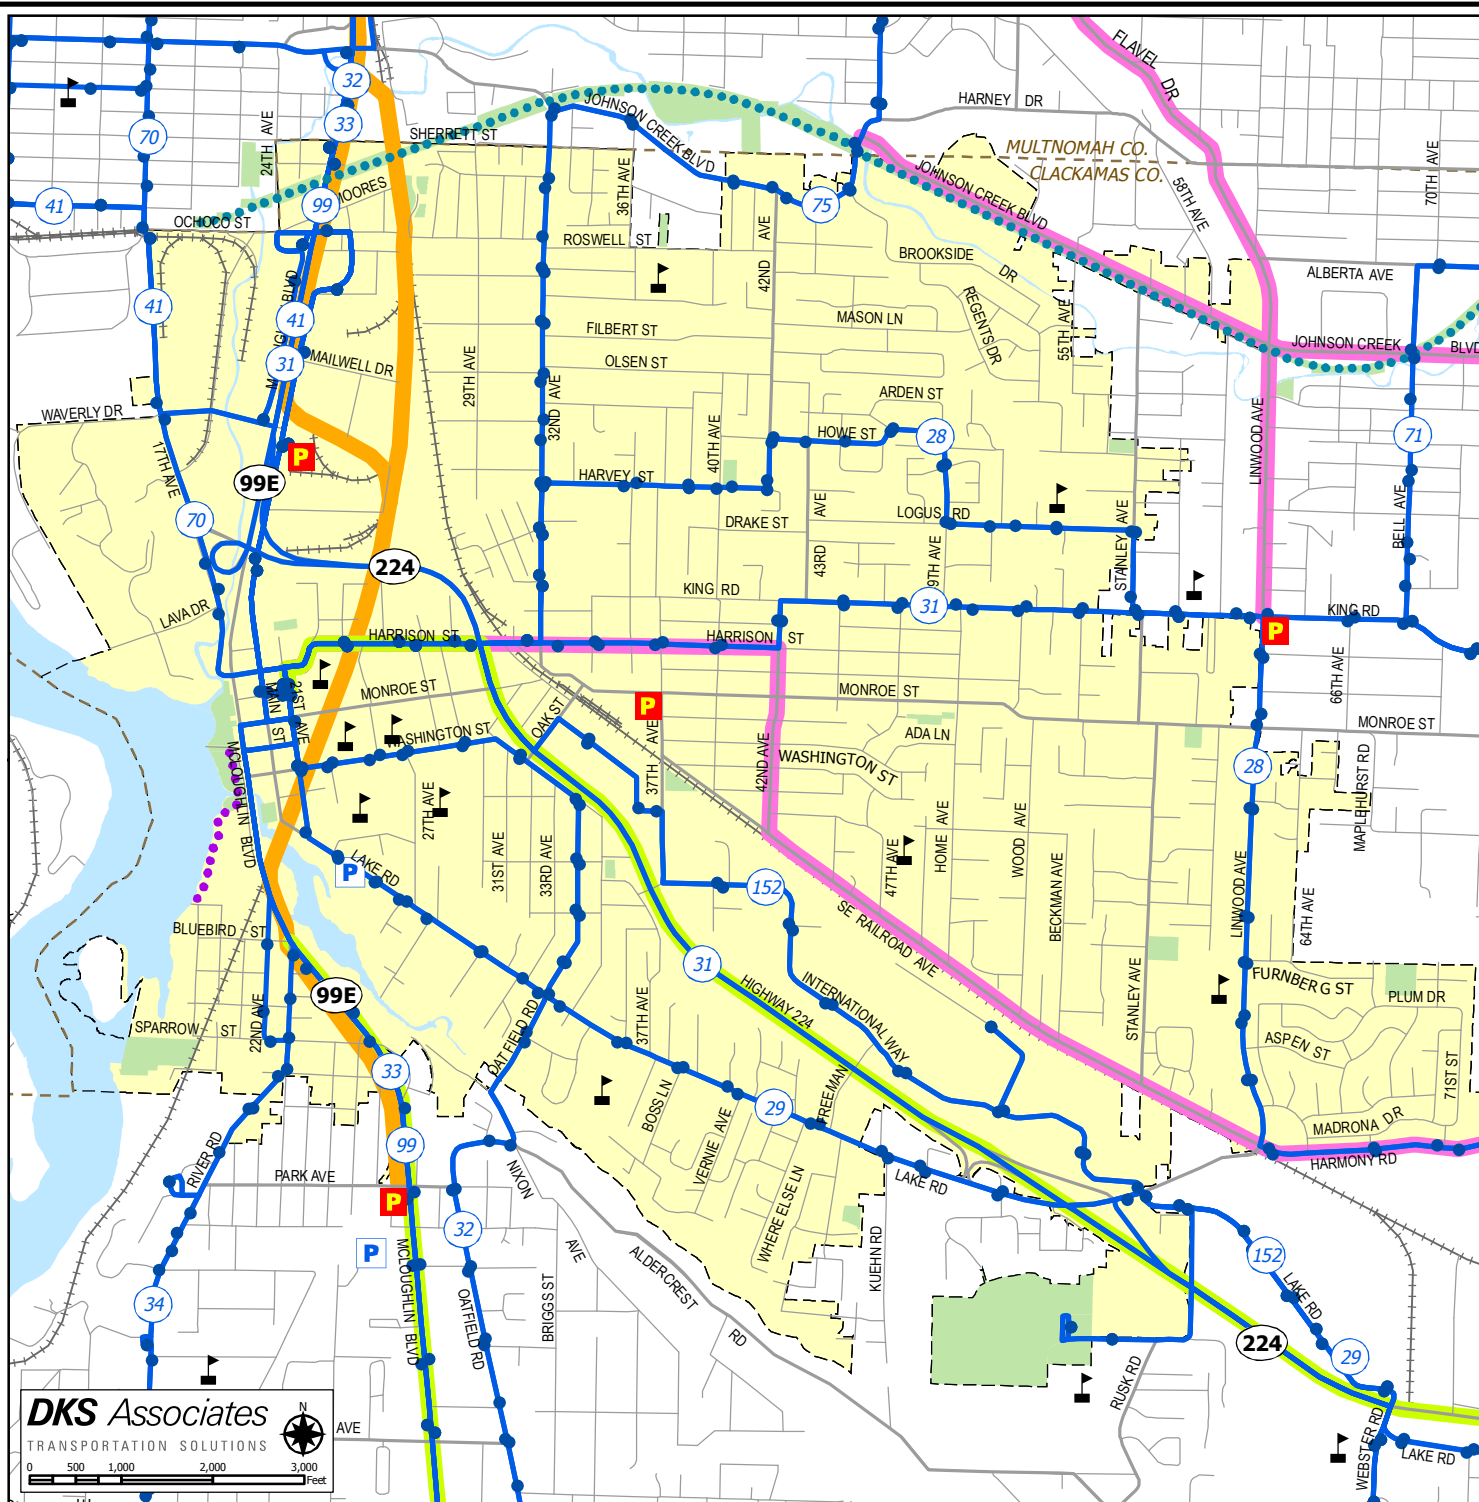 FLAVEL DR
HARNEY DR
32
33
70
24TH AVE
SHERRETT ST
JOHNSON CREEK BLVD
MULTNOMAH CO.
CLACKAMAS CO.
70TH AVE
36TH AVE
MOORES
99
41
OCHOCO ST
75
42ND AVE
JOHNSON CREEK BLVD
58TH AVE
ROSWELL ST
BROOKSIDE DR
ALBERTA AVE
BLVD
41
41
REGENTS DR
MASON LN
55TH AVE
FILBERT ST
OLSEN ST
31
MAILWELL DR
29TH AVE
JOHNSON CREEK BLVD
ARDEN ST
32ND AVE
WAVERLY DR
HOWE ST
28
40TH AVE
LINWOOD AVE
71
P
17TH AVE
99E
HARVEY ST
DRAKE ST
43RD AVE
LOGUS RD
BELL AVE
70
STANLEY AVE
224
9TH AVE
KING RD
31
KING RD
LAVA DR
HARRISON ST
HARRISON ST
P
66TH AVE
MONROE ST
MONROE ST
MONROE ST
MAIN ST
21ST AVE
P
OAK ST
WASHINGTON ST
37TH AVE
ADA LN
WASHINGTON ST
42ND AVE
MCLOUGHLIN BLVD
28
MAPLEHURST RD
27TH AVE
31ST AVE
33RD AVE
LAKE RD
P
152
47TH AVE
HOME AVE
WOOD AVE
BECKMAN AVE
LINWOOD AVE
64TH AVE
SE RAILROAD AVE
BLUEBIRD ST
31
HIGHWAY 224
INTERNATIONAL WAY
FURNBERG ST
PLUM DR
99E
22ND AVE
SPARROW ST
OATFIELD RD
37TH AVE
STANLEY AVE
ASPEN ST
71ST ST
33
BOSS LN
VERNIE AVE
29
FREEMAN
MADRONA DR
HARMONY RD
99
RIVER RD
PARK AVE
NIXON AVE
LAKE RD
P
32
WHERE ELSE LN
KUEHN RD
P
MCLOUGHLIN BLVD
OATFIELD RD
BRIGGS ST
ALDERCREST RD
152
LAKE RD
34
224
29
RUSK RD
WEBSTER RD
LAKE RD
AVE
DKS Associates
TRANSPORTATION SOLUTIONS
N
0 500 1,000 2,000 3,000
Feet